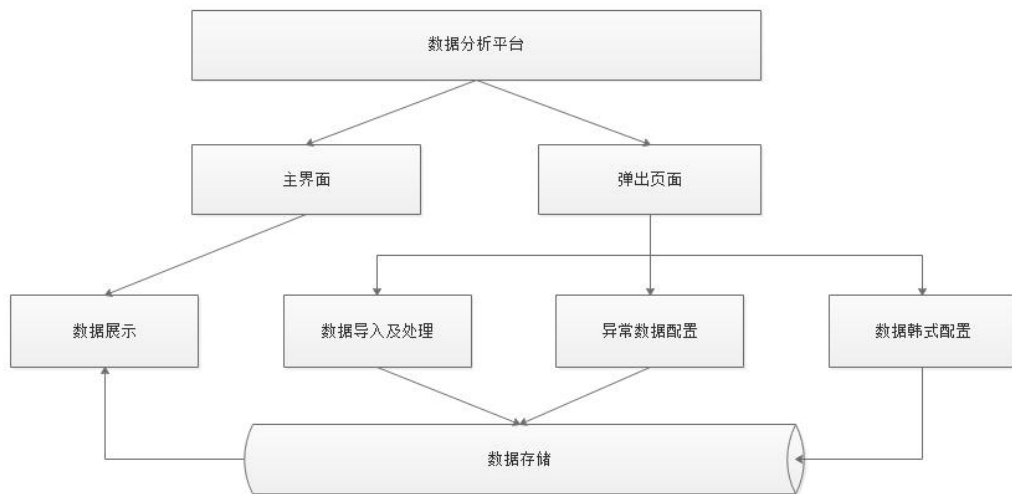 数据分析平台
主界面
弹出页面
数据展示
数据导入及处理
异常数据配置
数据韩式配置
数据存储